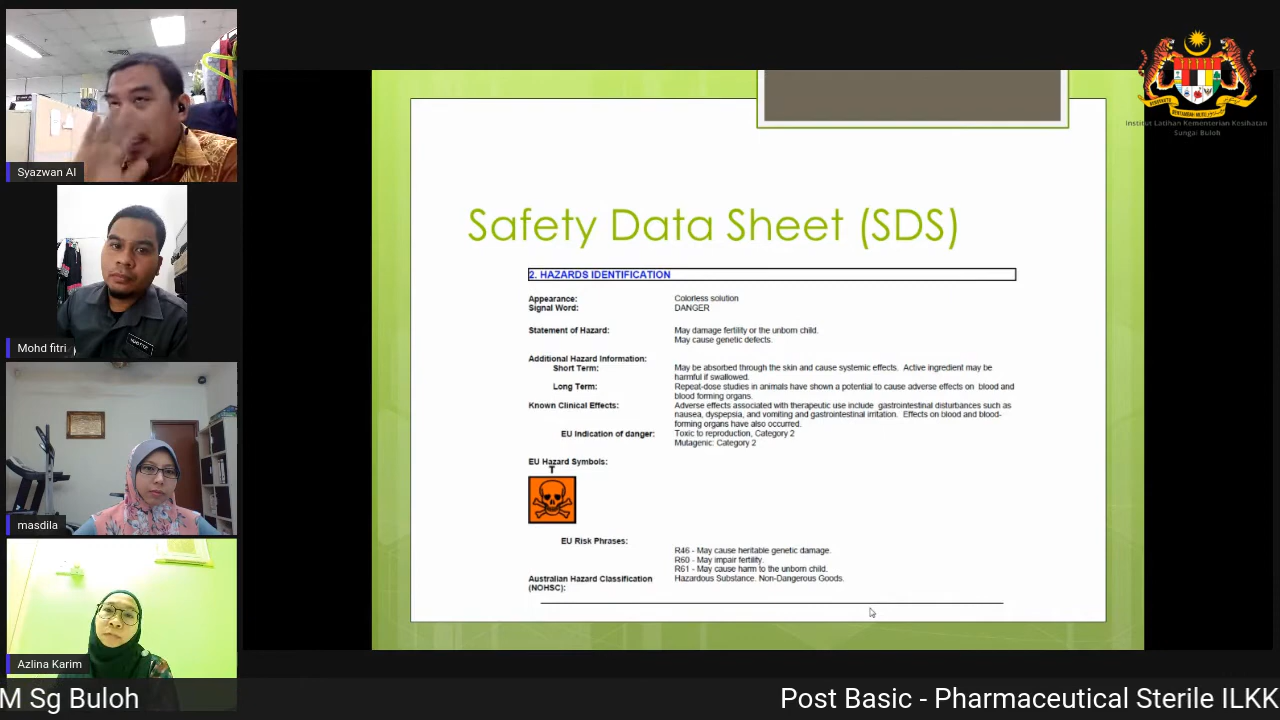 Syazwan Al
Mohd fitri
masdila
Azlina Karim
Institut Latihan Kementerian Kesihatan
Sungai Buloh
Safety Data Sheet (SDS)
2. HAZARDS IDENTIFICATION
Appearance: Colorless solution
Signal Word: DANGER
Statement of Hazard: May damage fertility or the unborn child.
May cause genetic defects.
Additional Hazard Information:
Short Term: May be absorbed through the skin and cause systemic effects. Active ingredient may be
harmful if swallowed.
Long Term: Repeat-dose studies in animals have shown a potential to cause adverse effects on blood and
blood forming organs.
Known Clinical Effects: Adverse effects associated with therapeutic use include gastrointestinal disturbances such as
nausea, dyspepsia, and vomiting and gastrointestinal irritation. Effects on blood and blood-
forming organs have also occurred.
EU Indication of danger: Toxic to reproduction, Category 2
Mutagenic: Category 2
EU Hazard Symbols:
T
EU Risk Phrases:
R46 - May cause heritable genetic damage.
R60 - May impair fertility.
R61 - May cause harm to the unborn child.
Australian Hazard Classification Hazardous Substance. Non-Dangerous Goods.
(NOHSC):
M Sg Buloh
Post Basic - Pharmaceutical Sterile ILKK